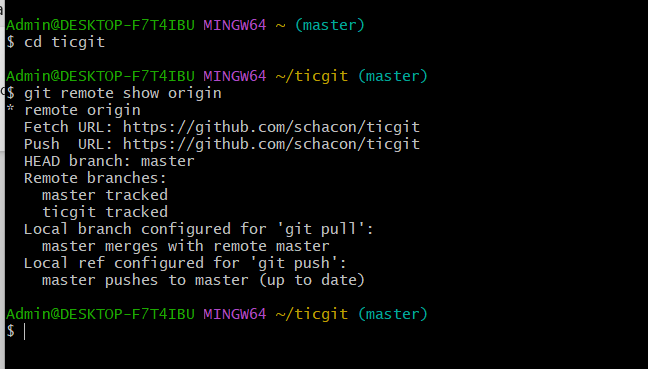 Admin@DESKTOP-F7T4IBU MINGW64 ~ (master)
$ cd ticgit
Admin@DESKTOP-F7T4IBU MINGW64 ~/ticgit (master)
$ git remote show origin
* remote origin
  Fetch URL: https://github.com/schacon/ticgit
  Push  URL: https://github.com/schacon/ticgit
  HEAD branch: master
  Remote branches:
    master tracked
    ticgit tracked
  Local branch configured for 'git pull':
    master merges with remote master
  Local ref configured for 'git push':
    master pushes to master (up to date)
Admin@DESKTOP-F7T4IBU MINGW64 ~/ticgit (master)
$